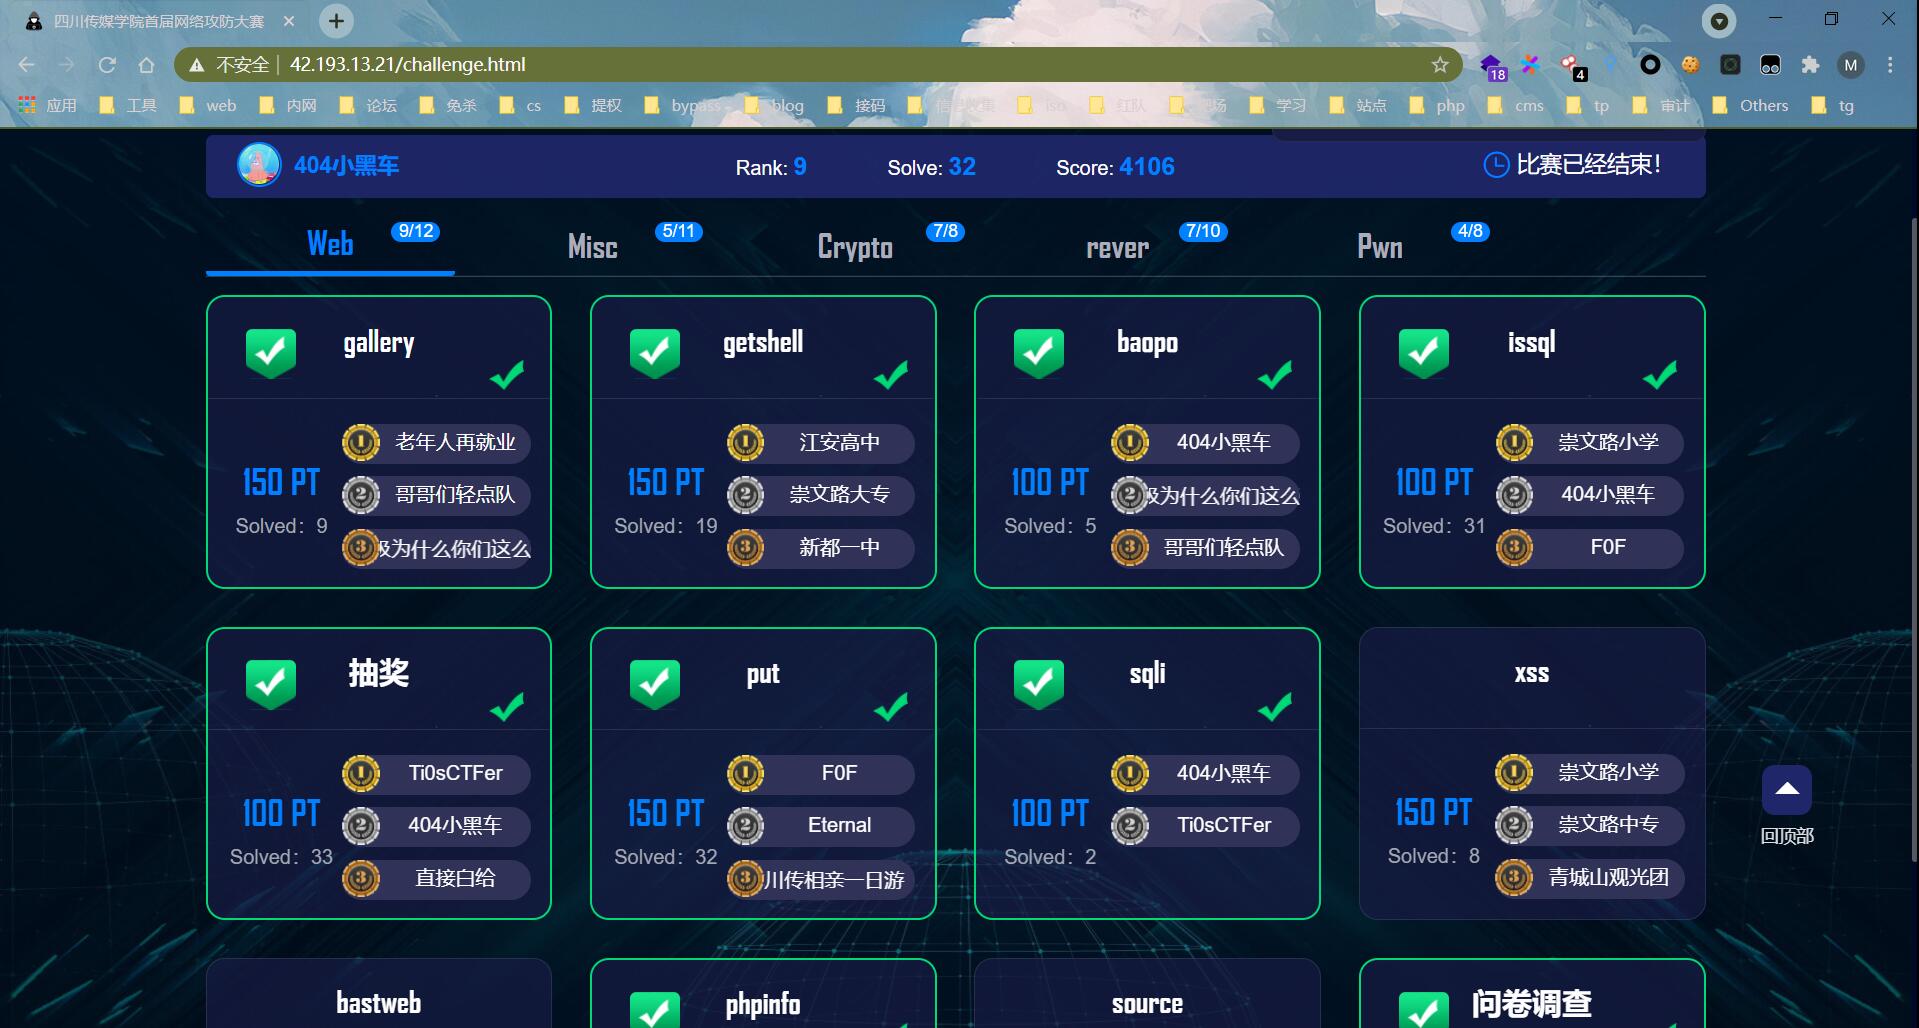 四川传媒学院首届网络攻防大赛
不安全 42.193.13.21/challenge.html
18 4 M
应用 工具 web 内网 论坛 免杀 cs 提权 bypass blog 接码 iso 红队 学习 站点 php cms tp 审计 Others tg
404小黑车 Rank: 9 Solve: 32 Score: 4106 比赛已经结束!
Web 9/12 Misc 5/11 Crypto 7/8 rever 7/10 Pwn 4/8
gallery
150 PT
Solved: 9
1 老年人再就业
2 哥哥们轻点队
3 及为什么你们这么
getshell
150 PT
Solved: 19
1 江安高中
2 崇文路大专
3 新都一中
baopo
100 PT
Solved: 5
1 404小黑车
2 及为什么你们这么
3 哥哥们轻点队
issql
100 PT
Solved: 31
1 崇文路小学
2 404小黑车
3 F0F
抽奖
100 PT
Solved: 33
1 Ti0sCTFer
2 404小黑车
3 直接白给
put
150 PT
Solved: 32
1 F0F
2 Eternal
3 川传相亲一日游
sqli
100 PT
Solved: 2
1 404小黑车
2 Ti0sCTFer
xss
150 PT
Solved: 8
1 崇文路小学
2 崇文路中专
3 青城山观光团
回顶部
bastweb
phpinfo
source
问卷调查